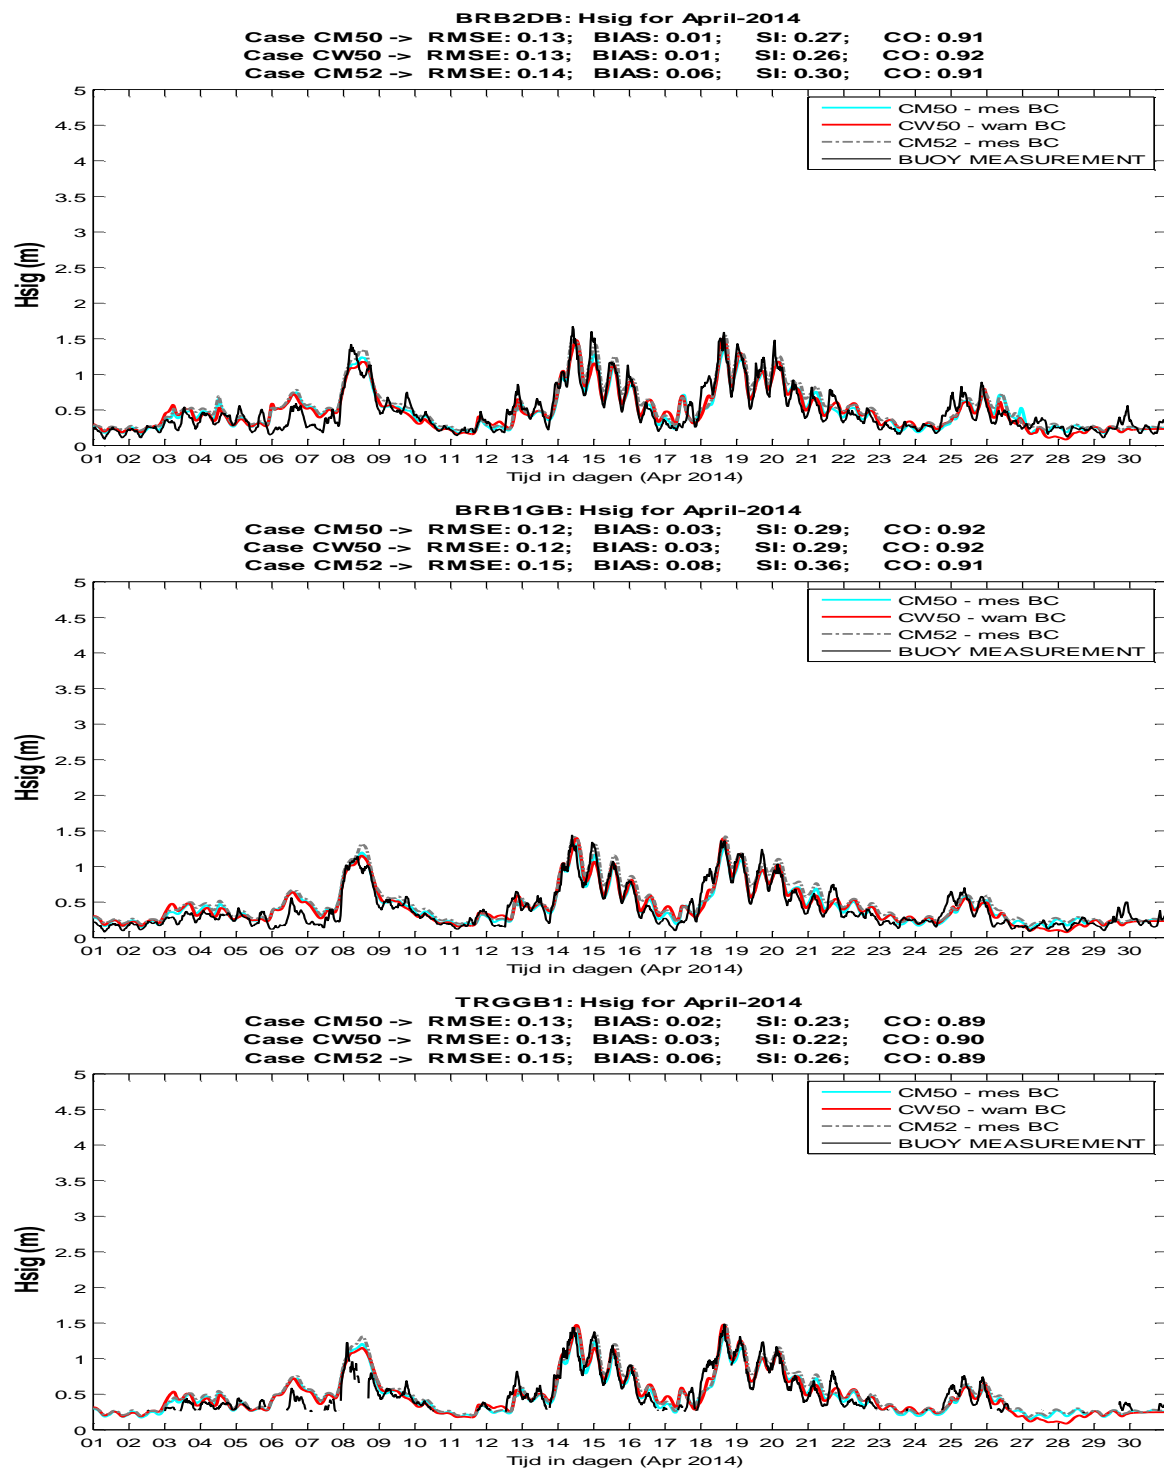 BRB2DB: Hsig for April-2014
Case CM50 -> RMSE: 0.13; BIAS: 0.01; SI: 0.27; CO: 0.91
Case CW50 -> RMSE: 0.13; BIAS: 0.01; SI: 0.26; CO: 0.92
Case CM52 -> RMSE: 0.14; BIAS: 0.06; SI: 0.30; CO: 0.91
5
4.5
4
3.5
3
2.5
2
1.5
1
0.5
0
Hsig (m)
CM50 - mes BC
CW50 - wam BC
CM52 - mes BC
BUOY MEASUREMENT
01 02 03 04 05 06 07 08 09 10 11 12 13 14 15 16 17 18 19 20 21 22 23 24 25 26 27 28 29 30
Tijd in dagen (Apr 2014)
BRB1GB: Hsig for April-2014
Case CM50 -> RMSE: 0.12; BIAS: 0.03; SI: 0.29; CO: 0.92
Case CW50 -> RMSE: 0.12; BIAS: 0.03; SI: 0.29; CO: 0.92
Case CM52 -> RMSE: 0.15; BIAS: 0.08; SI: 0.36; CO: 0.91
5
4.5
4
3.5
3
2.5
2
1.5
1
0.5
0
Hsig (m)
CM50 - mes BC
CW50 - wam BC
CM52 - mes BC
BUOY MEASUREMENT
01 02 03 04 05 06 07 08 09 10 11 12 13 14 15 16 17 18 19 20 21 22 23 24 25 26 27 28 29 30
Tijd in dagen (Apr 2014)
TRGGB1: Hsig for April-2014
Case CM50 -> RMSE: 0.13; BIAS: 0.02; SI: 0.23; CO: 0.89
Case CW50 -> RMSE: 0.13; BIAS: 0.03; SI: 0.22; CO: 0.90
Case CM52 -> RMSE: 0.15; BIAS: 0.06; SI: 0.26; CO: 0.89
5
4.5
4
3.5
3
2.5
2
1.5
1
0.5
0
Hsig (m)
CM50 - mes BC
CW50 - wam BC
CM52 - mes BC
BUOY MEASUREMENT
01 02 03 04 05 06 07 08 09 10 11 12 13 14 15 16 17 18 19 20 21 22 23 24 25 26 27 28 29 30
Tijd in dagen (Apr 2014)